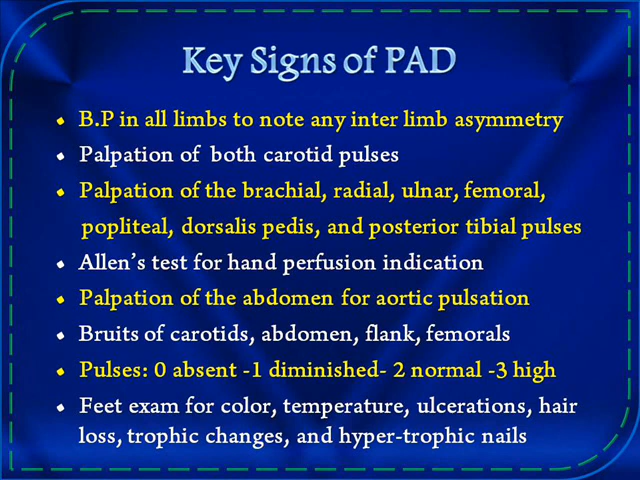 Key Signs of PAD
• B.P in all limbs to note any inter limb asymmetry
• Palpation of both carotid pulses
• Palpation of the brachial, radial, ulnar, femoral,
popliteal, dorsalis pedis, and posterior tibial pulses
• Allen's test for hand perfusion indication
• Palpation of the abdomen for aortic pulsation
• Bruits of carotids, abdomen, flank, femorals
• Pulses: 0 absent -1 diminished- 2 normal -3 high
• Feet exam for color, temperature, ulcerations, hair
loss, trophic changes, and hyper-trophic nails